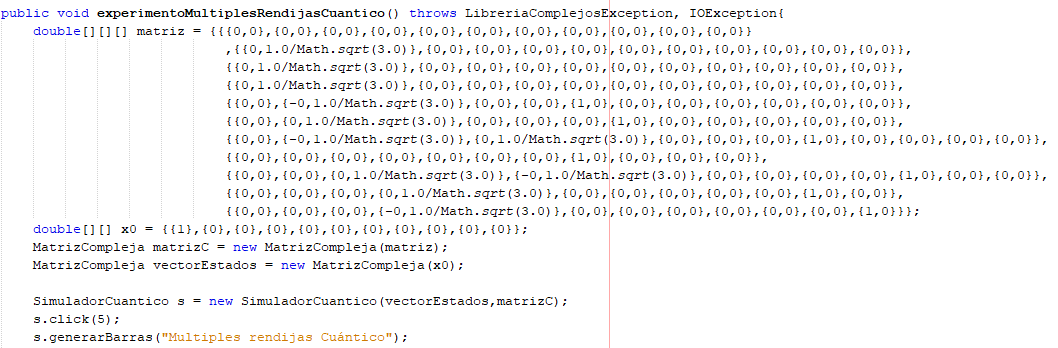 public void experimentoMultiplesRendijasCuantico() throws LibreriaComplejosException, IOException{
double[][][] matriz = {{{0,0},{0,0},{0,0},{0,0},{0,0},{0,0},{0,0},{0,0},{0,0},{0,0},{0,0}}
,{{0,1.0/Math.sqrt(3.0)},{0,0},{0,0},{0,0},{0,0},{0,0},{0,0},{0,0},{0,0},{0,0},{0,0}},
{{0,1.0/Math.sqrt(3.0)},{0,0},{0,0},{0,0},{0,0},{0,0},{0,0},{0,0},{0,0},{0,0},{0,0}},
{{0,1.0/Math.sqrt(3.0)},{0,0},{0,0},{0,0},{0,0},{0,0},{0,0},{0,0},{0,0},{0,0},{0,0}},
{{0,0},{-0,1.0/Math.sqrt(3.0)},{0,0},{0,0},{1,0},{0,0},{0,0},{0,0},{0,0},{0,0},{0,0}},
{{0,0},{0,1.0/Math.sqrt(3.0)},{0,0},{0,0},{0,0},{1,0},{0,0},{0,0},{0,0},{0,0},{0,0}},
{{0,0},{-0,1.0/Math.sqrt(3.0)},{0,1.0/Math.sqrt(3.0)},{0,0},{0,0},{0,0},{1,0},{0,0},{0,0},{0,0},{0,0}},
{{0,0},{0,0},{0,0},{0,0},{0,0},{0,0},{0,0},{1,0},{0,0},{0,0},{0,0}},
{{0,0},{0,0},{0,1.0/Math.sqrt(3.0)},{-0,1.0/Math.sqrt(3.0)},{0,0},{0,0},{0,0},{0,0},{1,0},{0,0},{0,0}},
{{0,0},{0,0},{0,0},{0,1.0/Math.sqrt(3.0)},{0,0},{0,0},{0,0},{0,0},{0,0},{1,0},{0,0}},
{{0,0},{0,0},{0,0},{-0,1.0/Math.sqrt(3.0)},{0,0},{0,0},{0,0},{0,0},{0,0},{0,0},{1,0}}};
double[][] x0 = {{1},{0},{0},{0},{0},{0},{0},{0},{0},{0},{0}};
MatrizCompleja matrizC = new MatrizCompleja(matriz);
MatrizCompleja vectorEstados = new MatrizCompleja(x0);
SimuladorCuantico s = new SimuladorCuantico(vectorEstados,matrizC);
s.click(5);
s.generarBarras("Multiples rendijas Cuántico");